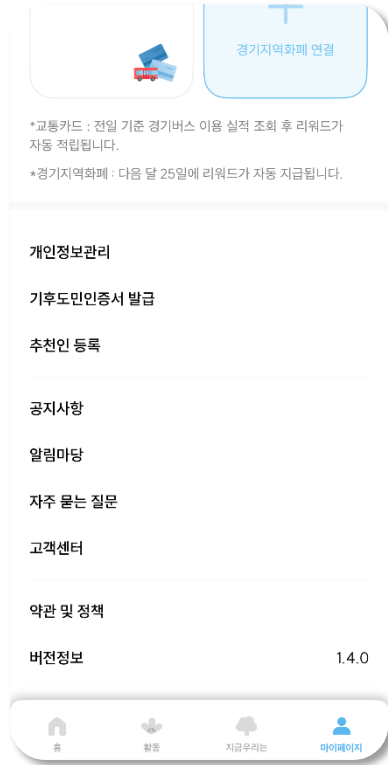 경기지역화폐 연결
*교통카드 : 전일 기준 경기버스 이용 실적 조회 후 리워드가
자동 적립됩니다.
*경기지역화폐 : 다음 달 25일에 리워드가 자동 지급됩니다.
개인정보관리
기후도민인증서 발급
추천인 등록
공지사항
알림마당
자주 묻는 질문
고객센터
약관 및 정책
버전정보 1.4.0
홈 활동 지금우리는 마이페이지